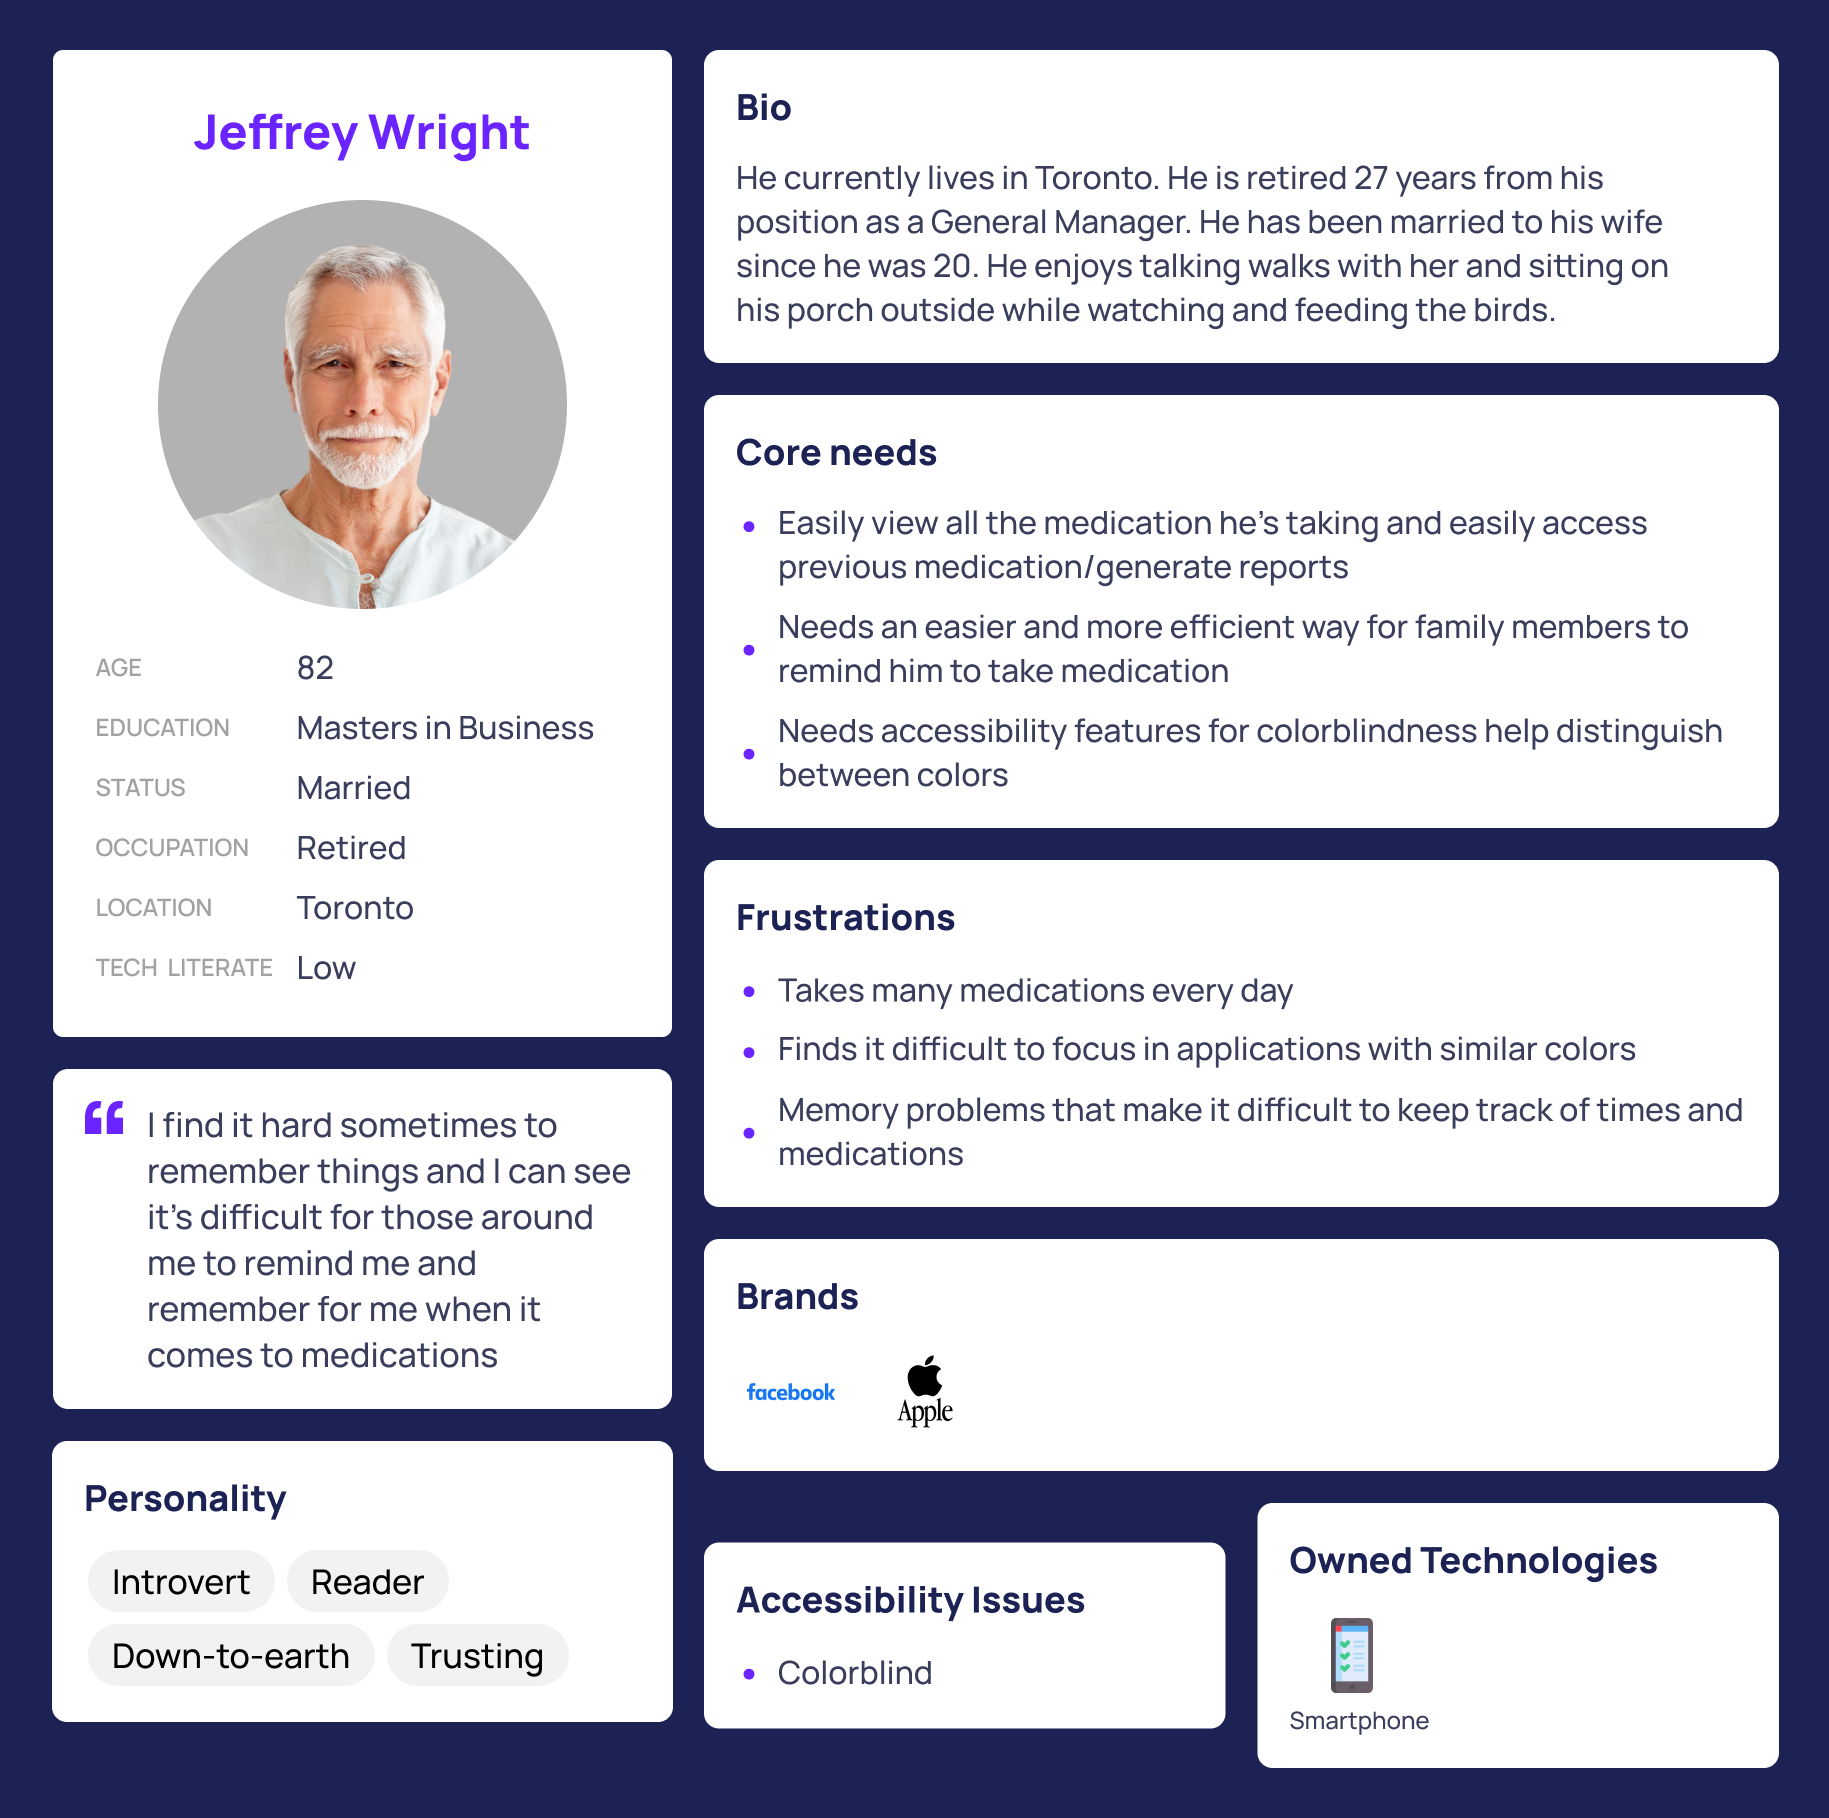 Jeffrey Wright
AGE 82
EDUCATION Masters in Business
STATUS Married
OCCUPATION Retired
LOCATION Toronto
TECH LITERATE Low
“
I find it hard sometimes to
remember things and I can see
it’s difficult for those around
me to remind me and
remember for me when it
comes to medications
Personality
Introvert Reader
Down-to-earth Trusting
Bio
He currently lives in Toronto. He is retired 27 years from his
position as a General Manager. He has been married to his wife
since he was 20. He enjoys talking walks with her and sitting on
his porch outside while watching and feeding the birds.
Core needs
• Easily view all the medication he’s taking and easily access
previous medication/generate reports
• Needs an easier and more efficient way for family members to
remind him to take medication
• Needs accessibility features for colorblindness help distinguish
between colors
Frustrations
• Takes many medications every day
• Finds it difficult to focus in applications with similar colors
• Memory problems that make it difficult to keep track of times and
medications
Brands
facebook Apple
Accessibility Issues
• Colorblind
Owned Technologies
Smartphone